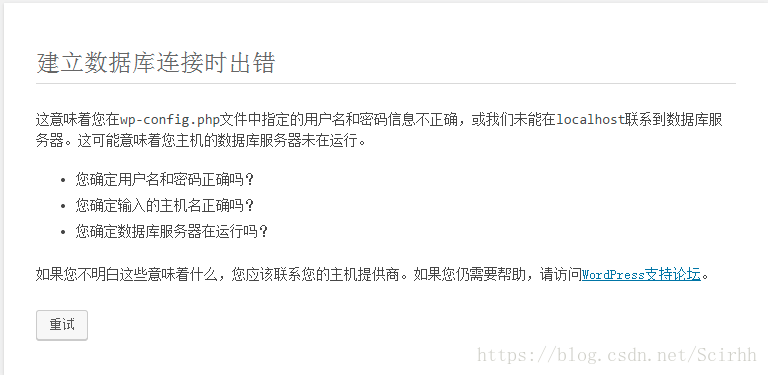 建立数据库连接时出错
这意味着您在wp-config.php文件中指定的用户名和密码信息不正确，或我们未能在localhost联系到数据库服
务器。这可能意味着您主机的数据库服务器未在运行。
• 您确定用户名和密码正确吗？
• 您确定输入的主机名正确吗？
• 您确定数据库服务器在运行吗？
如果您不明白这些意味着什么，您应该联系您的主机提供商。如果您仍需要帮助，请访问WordPress支持论坛。
重试
https://blog.csdn.net/Scirhh